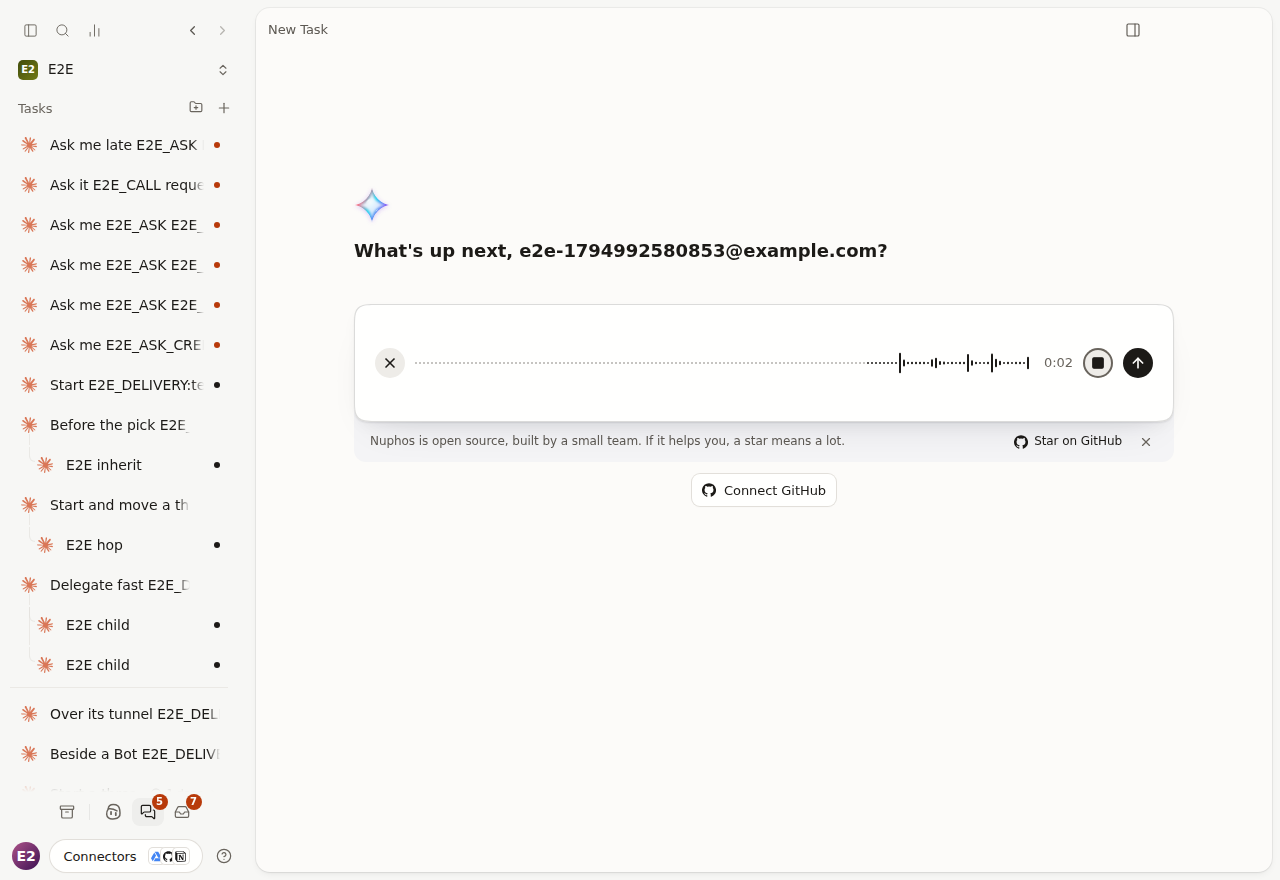 New Task
E2 E2E
Tasks
Ask me late E2E_ASK
Ask it E2E_CALL reque
Ask me E2E_ASK E2E_
Ask me E2E_ASK E2E_
Ask me E2E_ASK E2E_
Ask me E2E_ASK_CRE
Start E2E_DELIVERY:te
Before the pick E2E_
E2E inherit
Start and move a th
E2E hop
Delegate fast E2E_D
E2E child
E2E child
Over its tunnel E2E_DEL
Beside a Bot E2E_DELIV
5
7
E2
Connectors
What's up next, e2e-1794992580853@example.com?
0:02
Nuphos is open source, built by a small team. If it helps you, a star means a lot.
Star on GitHub
Connect GitHub